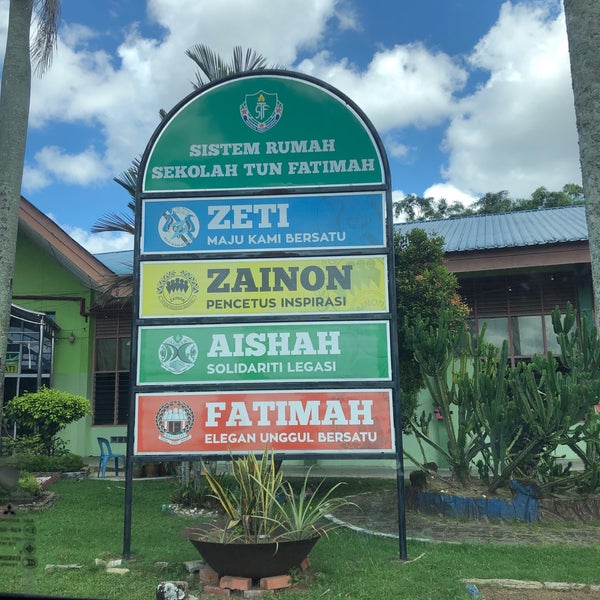 STF
SISTEM RUMAH
SEKOLAH TUN FATIMAH
ZETI
MAJU KAMI BERSATU
ZAINON
PENCETUS INSPIRASI
AISHAH
SOLIDARITI LEGASI
FATIMAH
ELEGAN UNGGUL BERSATU